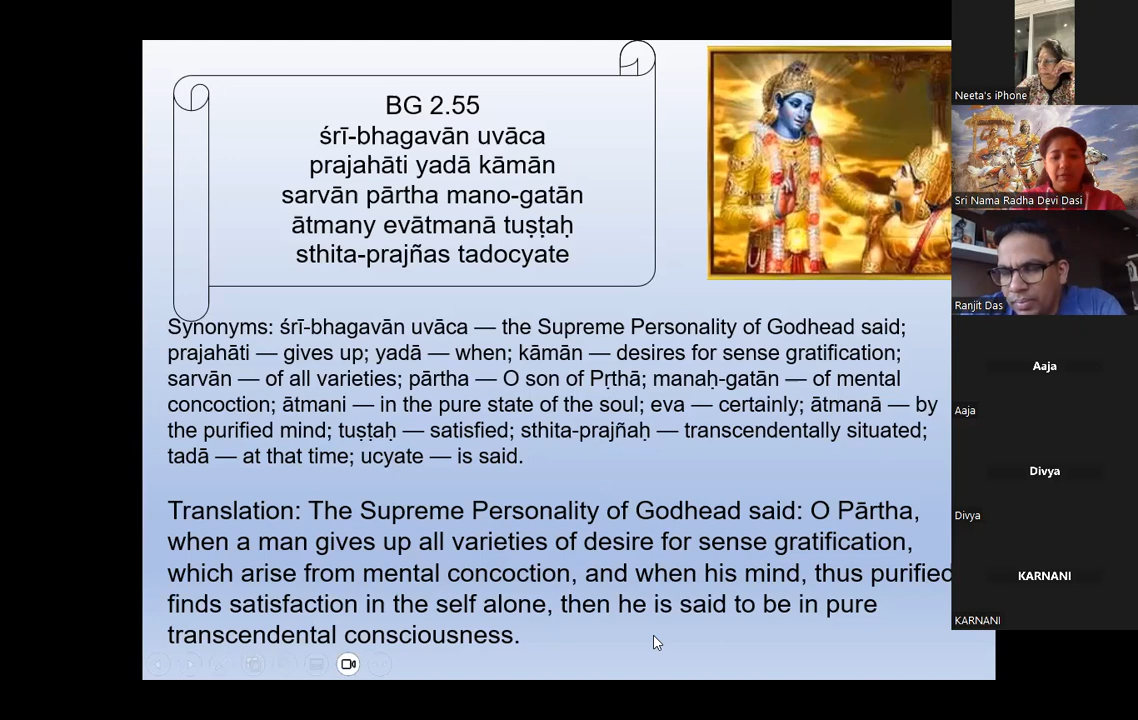 BG 2.55
śrī-bhagavān uvāca
prajahāti yadā kāmān
sarvān pārtha mano-gatān
ātmany evātmanā tuṣṭaḥ
sthita-prajñas tadocyate
Synonyms: śrī-bhagavān uvāca — the Supreme Personality of Godhead said;
prajahāti — gives up; yadā — when; kāmān — desires for sense gratification;
sarvān — of all varieties; pārtha — O son of Pṛthā; manaḥ-gatān — of mental
concoction; ātmani — in the pure state of the soul; eva — certainly; ātmanā — by
the purified mind; tuṣṭaḥ — satisfied; sthita-prajñaḥ — transcendentally situated;
tadā — at that time; ucyate — is said.
Translation: The Supreme Personality of Godhead said: O Pārtha,
when a man gives up all varieties of desire for sense gratification,
which arise from mental concoction, and when his mind, thus purified
finds satisfaction in the self alone, then he is said to be in pure
transcendental consciousness.
Neeta's iPhone
Sri Nama Radha Devi Dasi
Ranjit Das
Aaja
Aaja
Divya
Divya
KARNANI
KARNANI